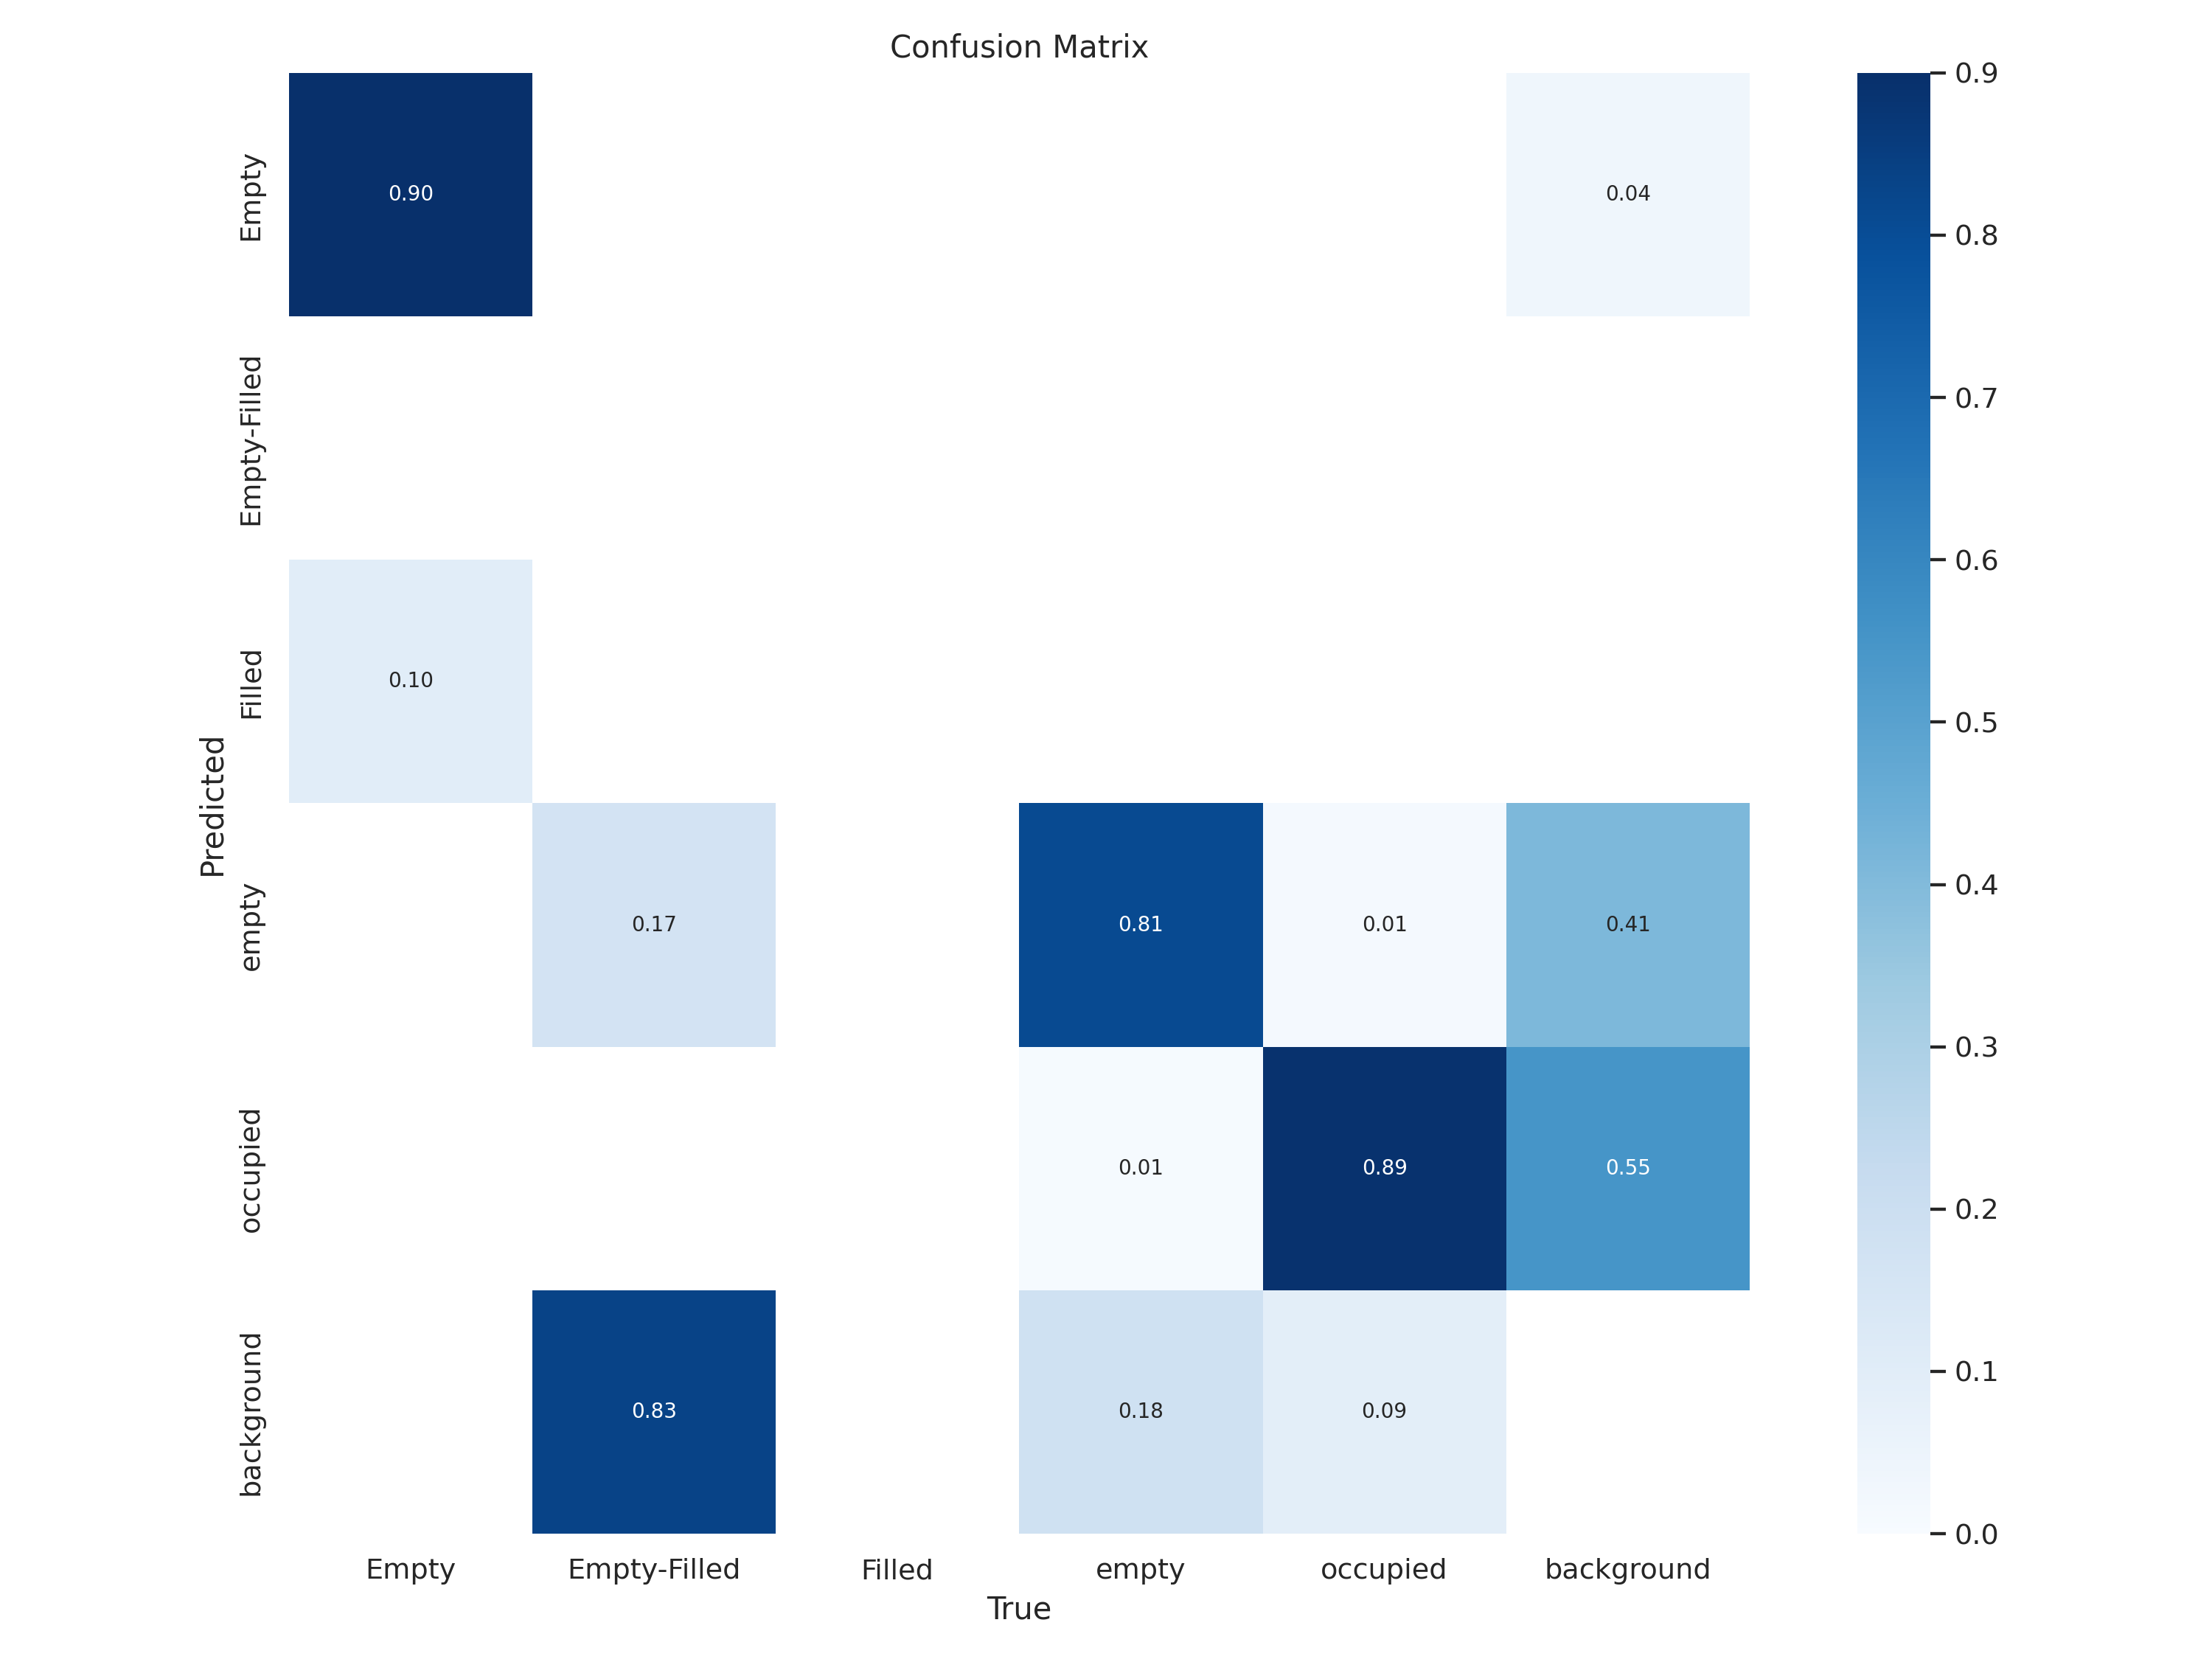 Confusion Matrix
Empty
0.90
0.04
0.9
0.8
Empty-Filled
0.7
0.6
Filled
0.10
0.5
Predicted
empty
0.17
0.81
0.01
0.41
0.4
0.3
occupied
0.01
0.89
0.55
0.2
background
0.83
0.18
0.09
0.1
0.0
Empty Empty-Filled Filled empty occupied background
True